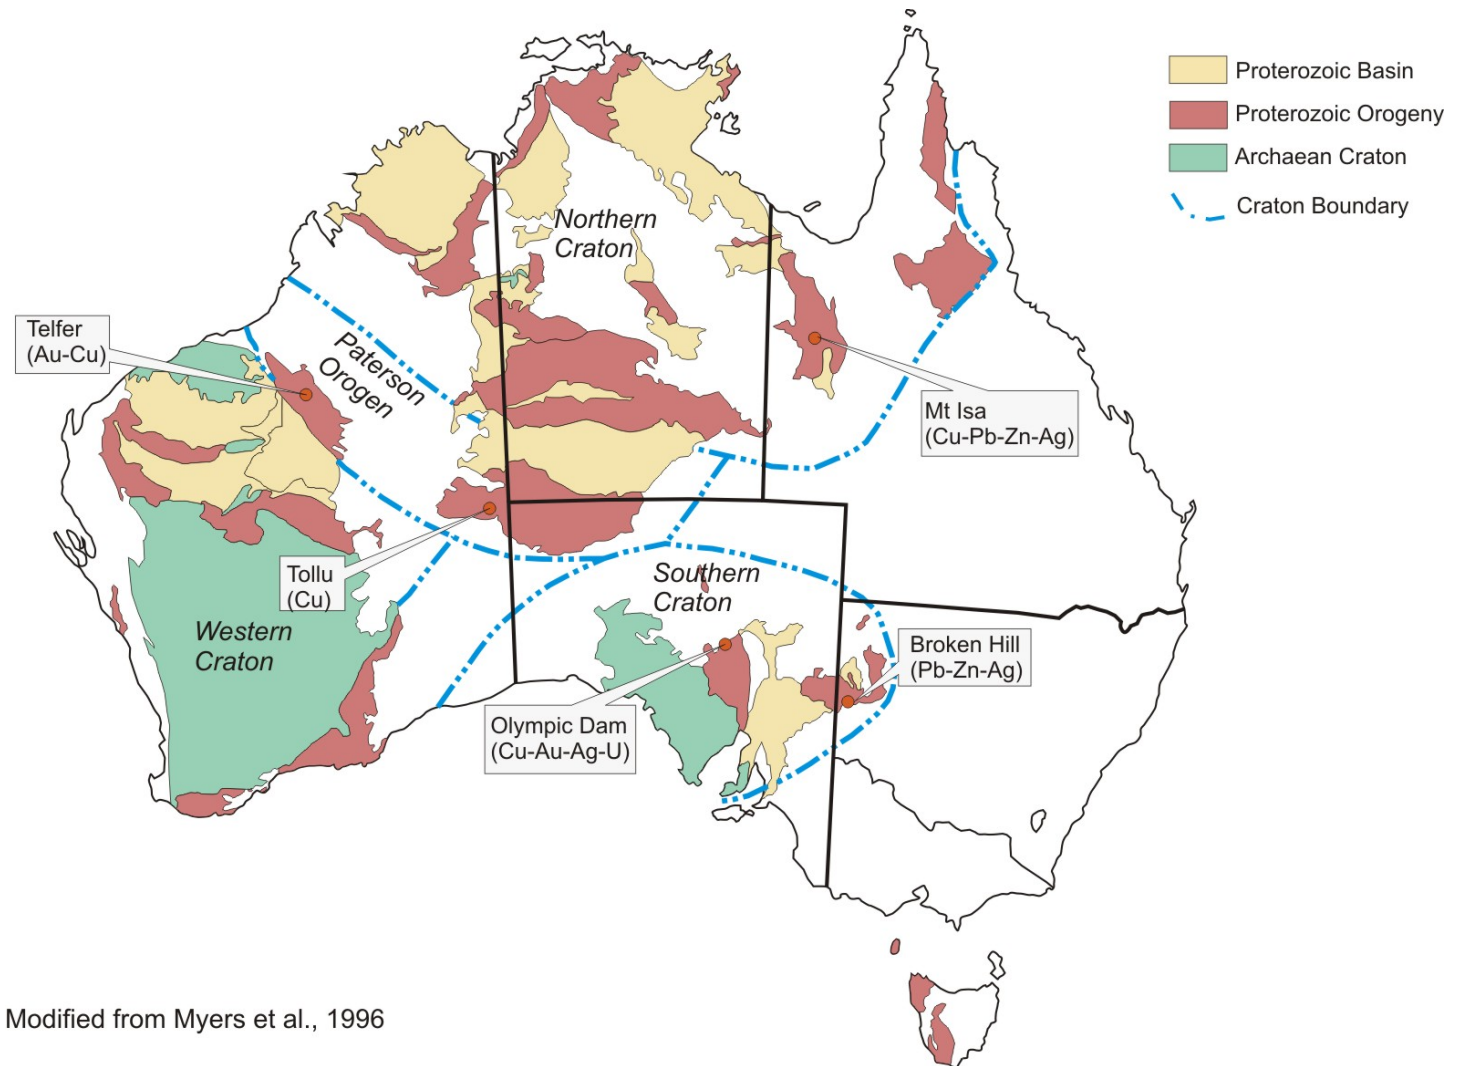 Proterozoic Basin
Proterozoic Orogeny
Archaean Craton
Craton Boundary
Northern
Craton
Telfer
(Au-Cu)
Paterson
Orogen
Mt Isa
(Cu-Pb-Zn-Ag)
Tollu
(Cu)
Southern
Craton
Western
Craton
Broken Hill
(Pb-Zn-Ag)
Olympic Dam
(Cu-Au-Ag-U)
Modified from Myers et al., 1996